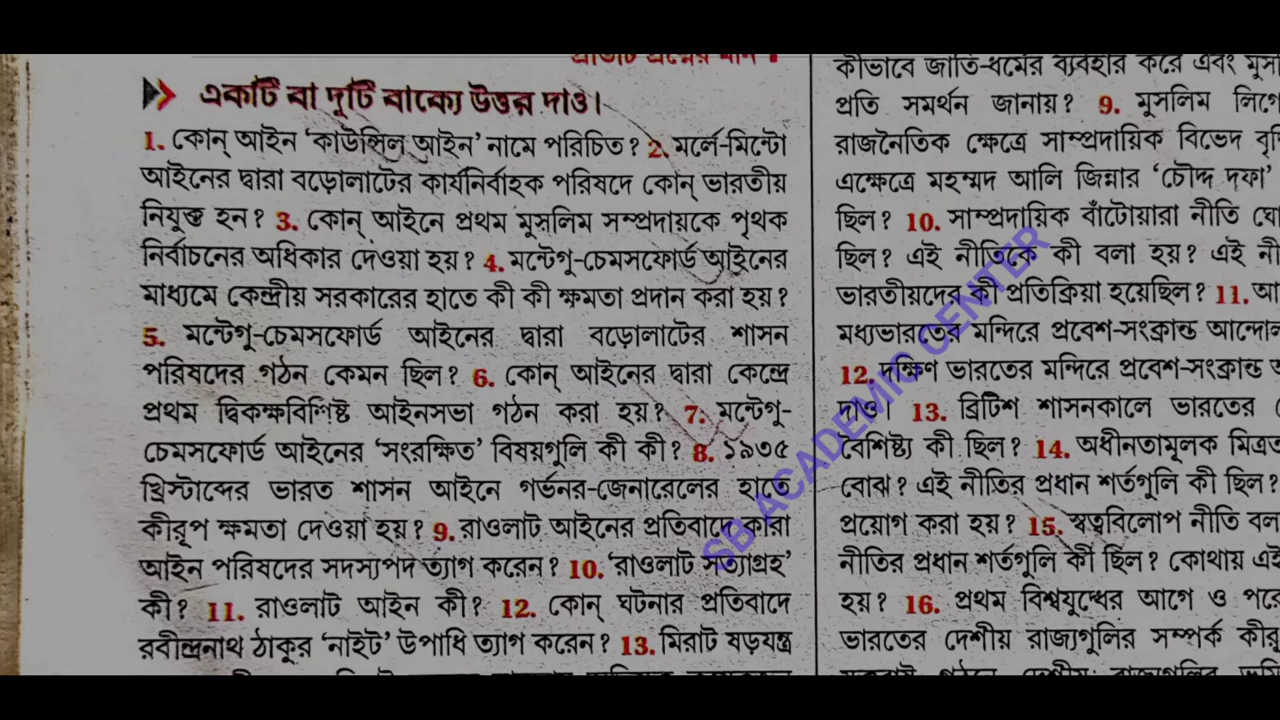 একটি বা দুটি বাক্যে উত্তর দাও।
1. কোন্ আইন ‘কাউন্সিল আইন’ নামে পরিচিত? 2. মর্লে-মিন্টো
আইনের দ্বারা বড়োলাটের কার্যনির্বাহক পরিষদে কোন্ ভারতীয়
নিযুক্ত হন? 3. কোন্ আইনে প্রথম মুসলিম সম্প্রদায়কে পৃথক
নির্বাচনের অধিকার দেওয়া হয়? 4. মন্টেগু-চেমসফোর্ড আইনের
মাধ্যমে কেন্দ্রীয় সরকারের হাতে কী কী ক্ষমতা প্রদান করা হয়?
5. মন্টেগু-চেমসফোর্ড আইনের দ্বারা বড়োলাটের শাসন
পরিষদের গঠন কেমন ছিল? 6. কোন্ আইনের দ্বারা কেন্দ্রে
প্রথম দ্বিকক্ষবিশিষ্ট আইনসভা গঠন করা হয়? 7. মন্টেগু-
চেমসফোর্ড আইনের ‘সংরক্ষিত’ বিষয়গুলি কী কী? 8. ১৯৩৫
খ্রিস্টাব্দের ভারত শাসন আইনে গর্ভনর-জেনারেলের হাতে
কীরূপ ক্ষমতা দেওয়া হয়? 9. রাওলাট আইনের প্রতিবাদে কারা
আইন পরিষদের সদস্যপদ ত্যাগ করেন? 10. ‘রাওলাট সত্যাগ্রহ’
কী? 11. রাওলাট আইন কী? 12. কোন্ ঘটনার প্রতিবাদে
রবীন্দ্রনাথ ঠাকুর ‘নাইট’ উপাধি ত্যাগ করেন? 13. মিরাট ষড়যন্ত্র
কীভাবে জাতি-ধর্মের ব্যবহার করে এবং
প্রতি সমর্থন জানায়? 9. মুসলিম
রাজনৈতিক ক্ষেত্রে সাম্প্রদায়িক বিভেদ
এক্ষেত্রে মহম্মদ আলি জিন্নার ‘চৌদ্দ দফা’
ছিল? 10. সাম্প্রদায়িক বাঁটোয়ারা নীতি
ছিল? এই নীতিকে কী বলা হয়? এই
ভারতীয়দের কী প্রতিক্রিয়া হয়েছিল? 11.
মধ্যভারতের মন্দিরে প্রবেশ-সংক্রান্ত
12. দক্ষিণ ভারতের মন্দিরে প্রবেশ-সংক্রান্ত
দাও। 13. ব্রিটিশ শাসনকালে ভারতের
বৈশিষ্ট্য কী ছিল? 14. অধীনতামূলক
বোঝ? এই নীতির প্রধান শর্তগুলি কী ছিল?
প্রয়োগ করা হয়? 15. স্বত্ববিলোপ নীতি
নীতির প্রধান শর্তগুলি কী ছিল? কোথায়
হয়? 16. প্রথম বিশ্বযুদ্ধের আগে ও
ভারতের দেশীয় রাজ্যগুলির সম্পর্ক
SB ACADEMIC CENTER